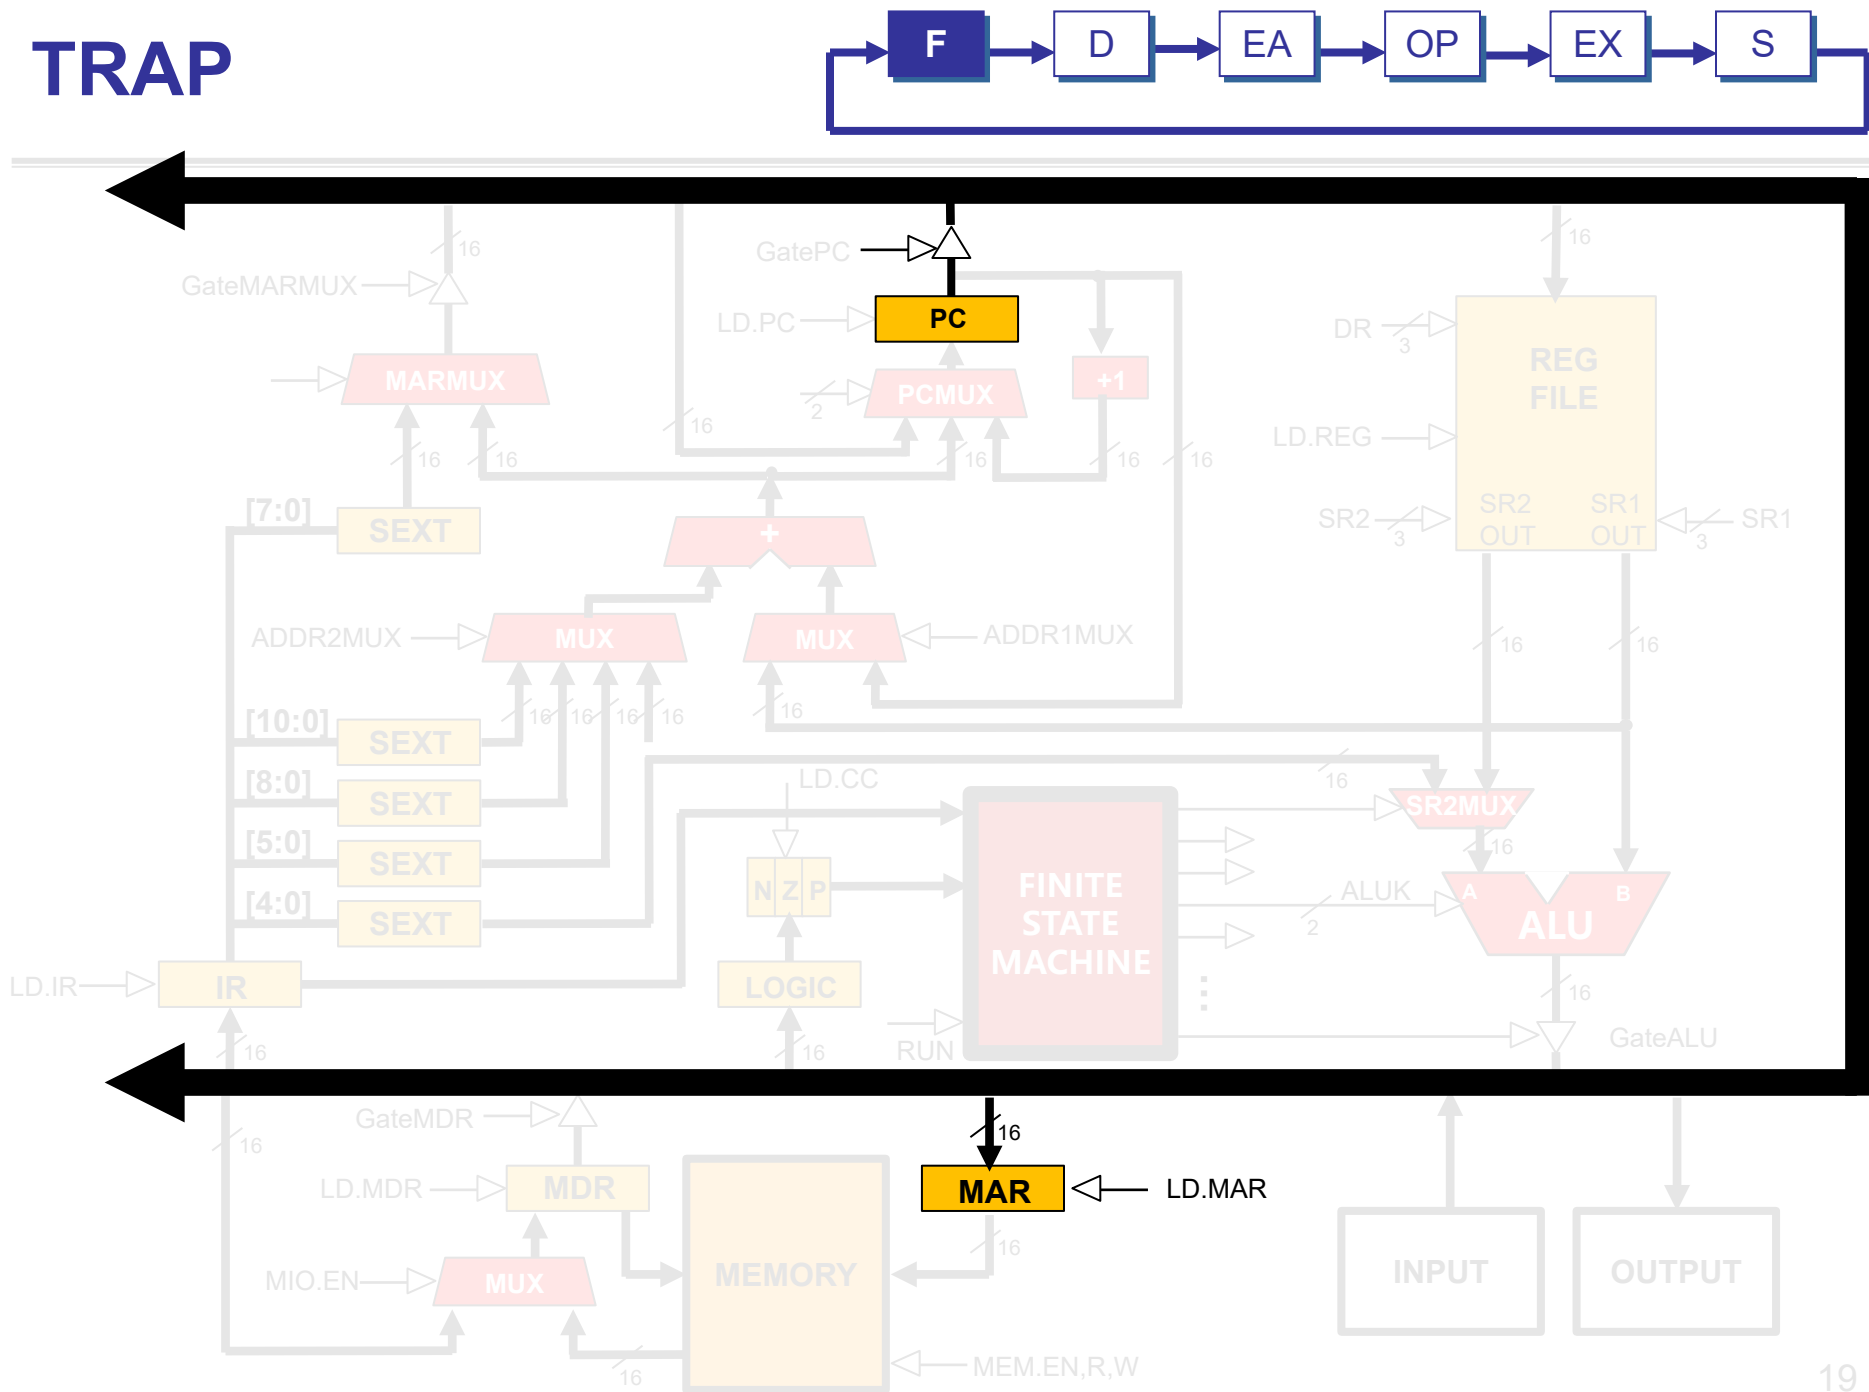 TRAP
F D EA OP EX S
16
16
GatePC
GateMARMUX
LD.PC
PC
DR
3
REG
FILE
MARMUX
PCMUX
+1
2
16
LD.REG
16
16
16
16
16
[7:0]
SEXT
+
SR2
3
SR2
OUT
SR1
OUT
SR1
3
ADDR2MUX
MUX
MUX
ADDR1MUX
16
16
[10:0]
SEXT
16
16
16
16
16
[8:0]
SEXT
LD.CC
16
SR2MUX
[5:0]
SEXT
16
N Z P
FINITE
STATE
MACHINE
ALUK
2
A
B
ALU
[4:0]
SEXT
LD.IR
IR
LOGIC
⋮
16
16
16
RUN
GateALU
GateMDR
16
16
LD.MDR
MDR
MAR
LD.MAR
16
MIO.EN
MUX
MEMORY
INPUT
OUTPUT
16
MEM.EN,R,W
19